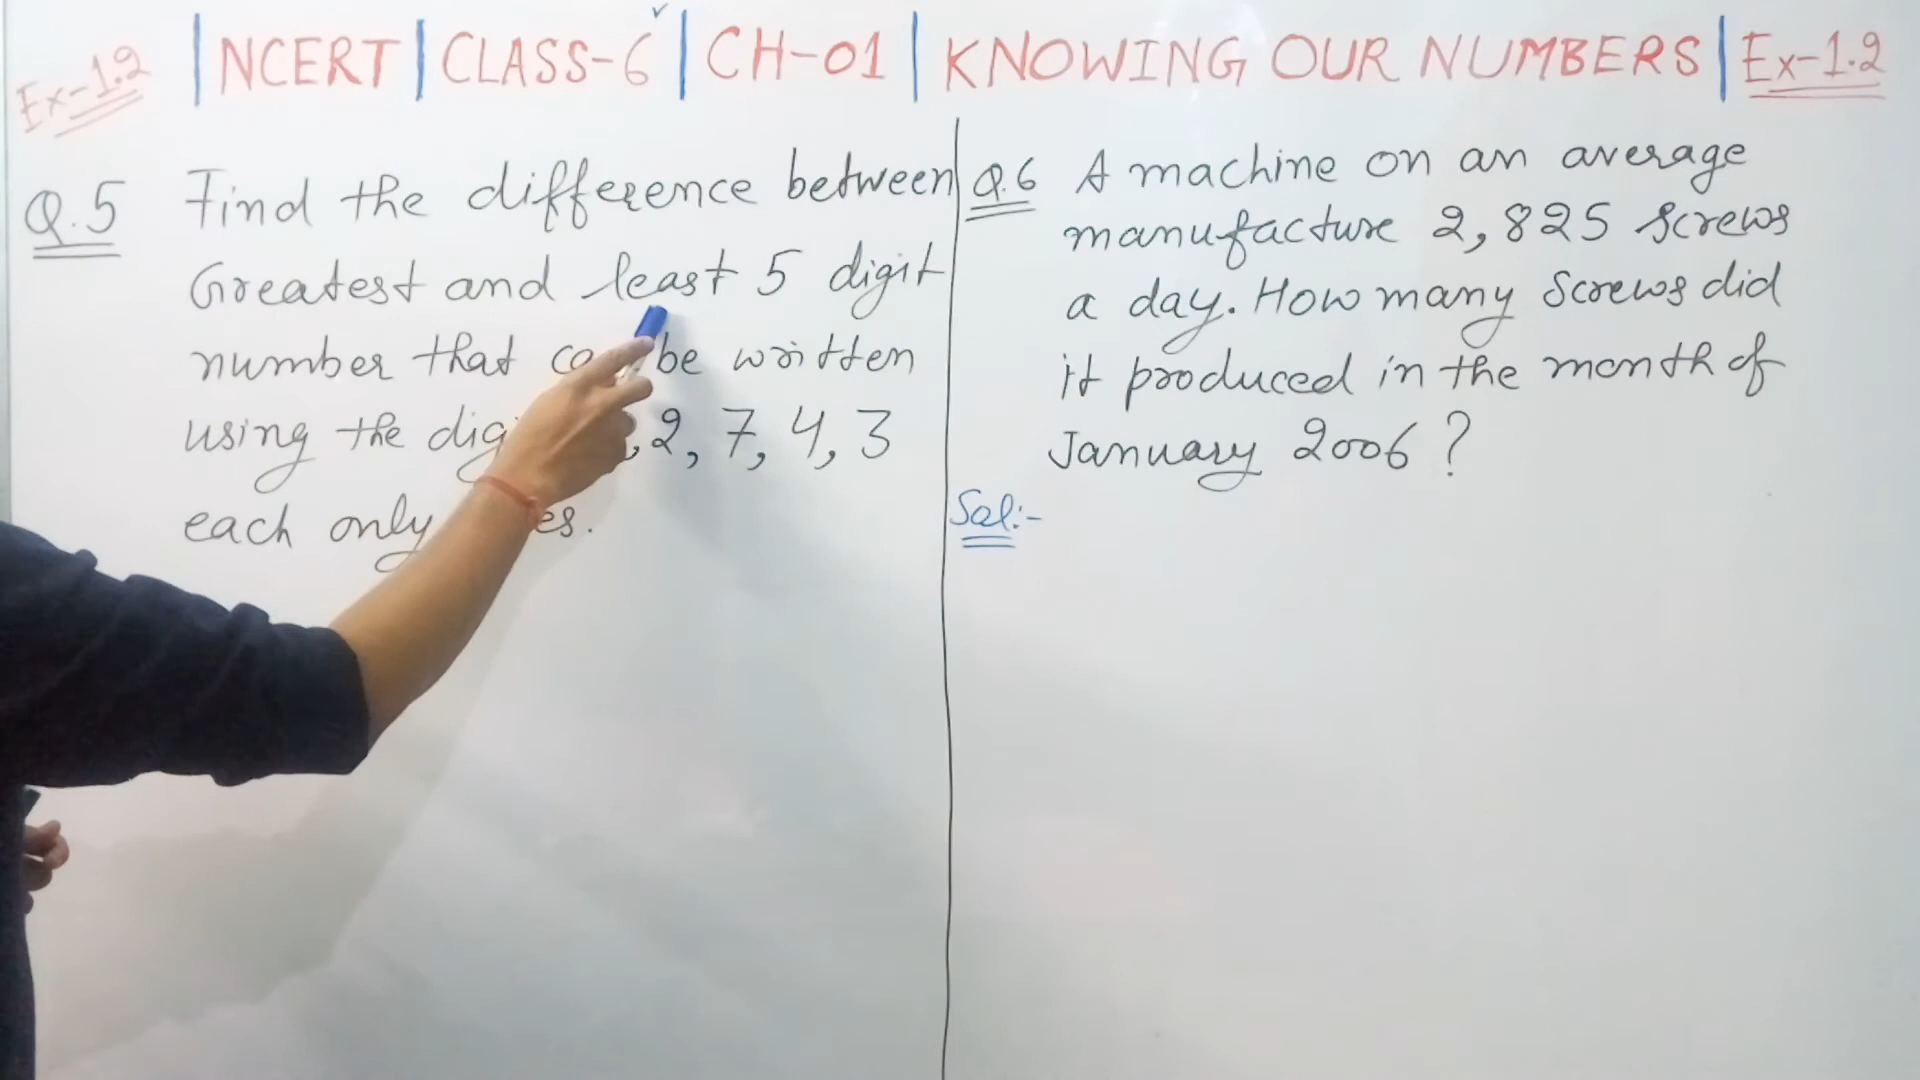 Ex-1.2 | NCERT | CLASS-6 | CH-01 | KNOWING OUR NUMBERS | Ex-1.2
Q.5 Find the difference between
Greatest and least 5 digit
number that be written
using the 2, 7, 4, 3
each only
Q.6 A machine on an average
manufacture 2,825 screws
a day. How many Screws did
it produced in the month of
January 2006 ?
Sol:-